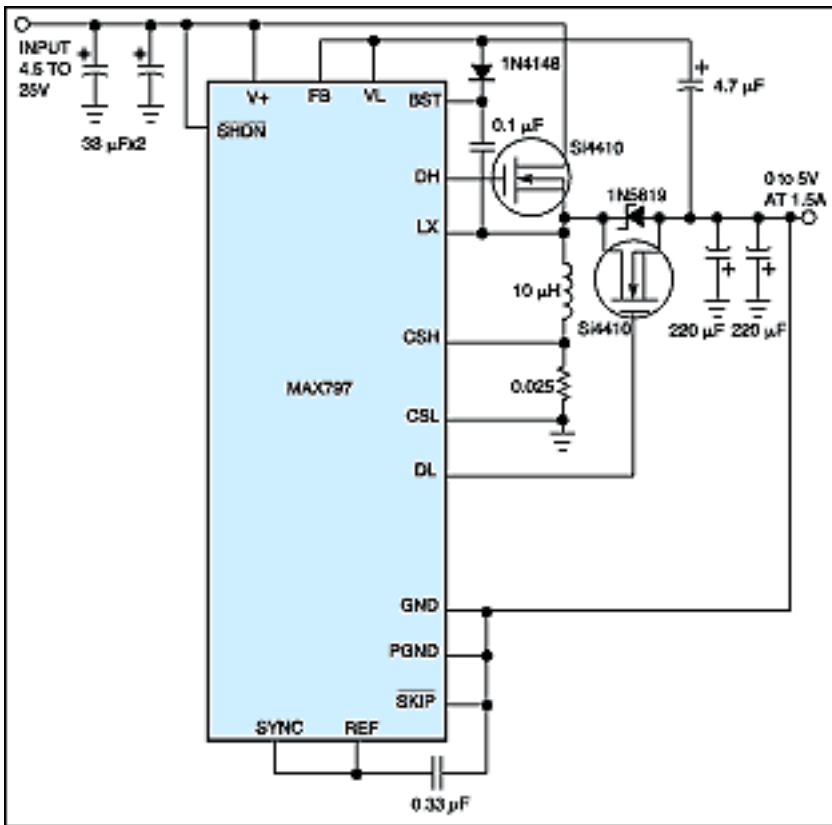 INPUT
4.5 TO
25V
38 µFx2
V+
FB
VL
BST
SHDN
1N4148
0.1 µF
4.7 µF
Si4410
DH
1N5819
0 to 5V
AT 1.5A
LX
10 µH
Si4410
220 µF
220 µF
CSH
MAX797
0.025
CSL
DL
GND
PGND
SKIP
SYNC
REF
0.33 µF